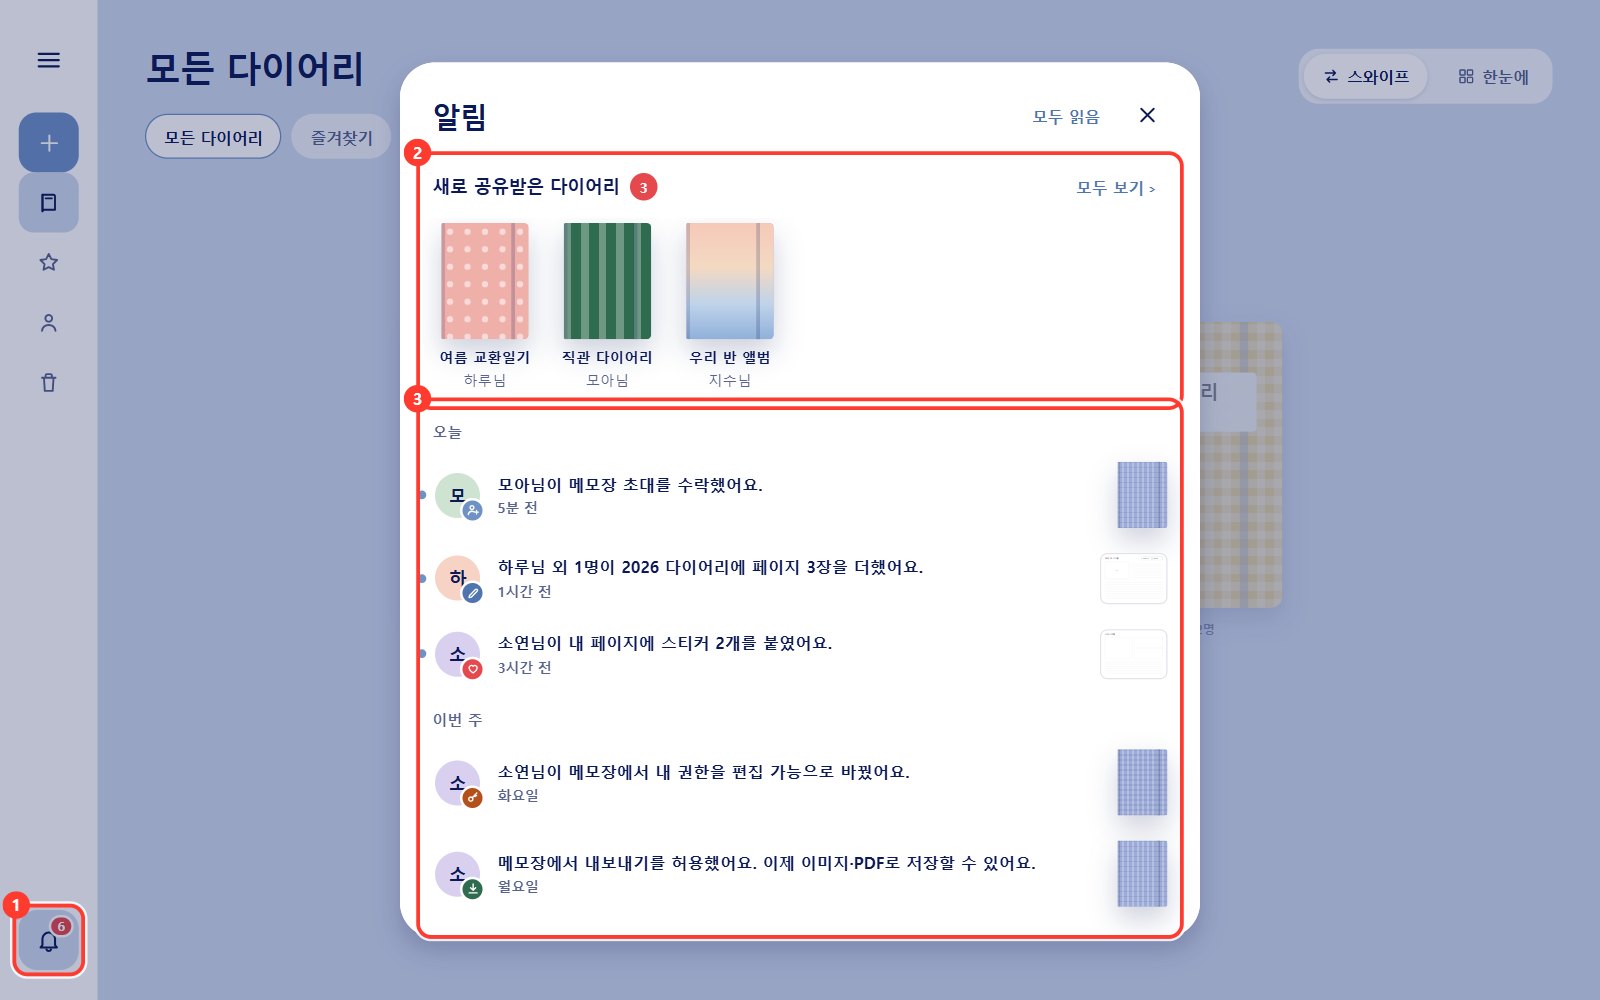 모든 다이어리
스와이프
한눈에
모든 다이어리
즐겨찾기
알림
모두 읽음
2
새로 공유받은 다이어리
3
모두 보기 >
여름 교환일기
직관 다이어리
우리 반 앨범
하루님
모아님
지수님
3
오늘
리
모
모아님이 메모장 초대를 수락했어요.
5분 전
하
하루님 외 1명이 2026 다이어리에 페이지 3장을 더했어요.
1시간 전
명
소
소연님이 내 페이지에 스티커 2개를 붙였어요.
3시간 전
이번 주
소
소연님이 메모장에서 내 권한을 편집 가능으로 바꿨어요.
화요일
소
메모장에서 내보내기를 허용했어요. 이제 이미지·PDF로 저장할 수 있어요.
월요일
1
6